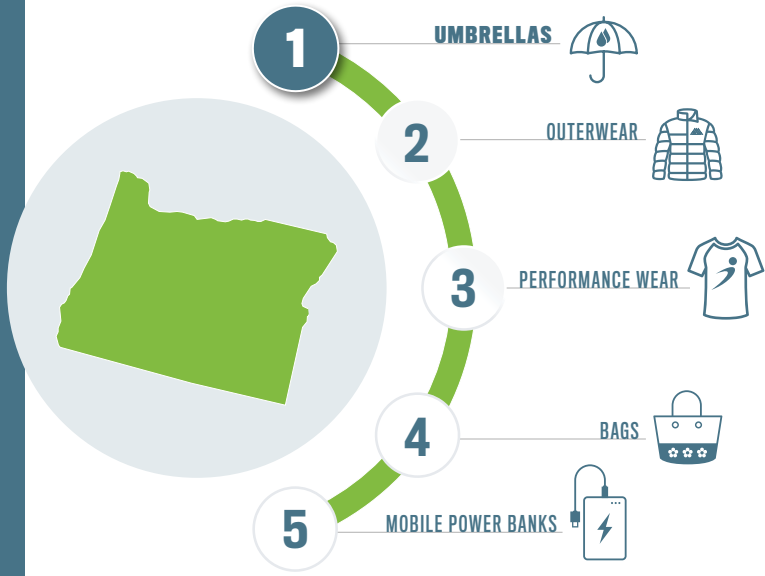 1
UMBRELLAS
2
OUTERWEAR
3
PERFORMANCE WEAR
4
BAGS
5
MOBILE POWER BANKS